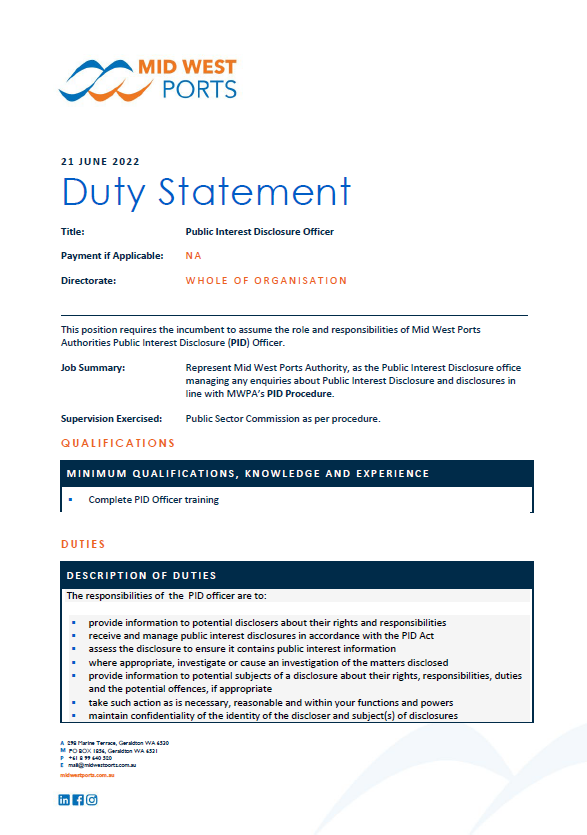 MID WEST
PORTS
21 JUNE 2022
Duty Statement
Title: Public Interest Disclosure Officer
Payment if Applicable: NA
Directorate: WHOLE OF ORGANISATION
This position requires the incumbent to assume the role and responsibilities of Mid West Ports
Authorities Public Interest Disclosure (PID) Officer.
Job Summary: Represent Mid West Ports Authority, as the Public Interest Disclosure office
managing any enquiries about Public Interest Disclosure and disclosures in
line with MWPA's PID Procedure.
Supervision Exercised: Public Sector Commission as per procedure.
QUALIFICATIONS
MINIMUM QUALIFICATIONS, KNOWLEDGE AND EXPERIENCE
▪ Complete PID Officer training
DUTIES
DESCRIPTION OF DUTIES
The responsibilities of the PID officer are to:
▪ provide information to potential disclosers about their rights and responsibilities
▪ receive and manage public interest disclosures in accordance with the PID Act
▪ assess the disclosure to ensure it contains public interest information
▪ where appropriate, investigate or cause an investigation of the matters disclosed
▪ provide information to potential subjects of a disclosure about their rights, responsibilities, duties
and the potential offences, if appropriate
▪ take such action as is necessary, reasonable and within your functions and powers
▪ maintain confidentiality of the identity of the discloser and subject(s) of disclosures
A 298 Marine Terrace, Geraldton WA 6530
M PO BOX 1856, Geraldton WA 6531
P +61 8 99 640 520
E mail@midwestports.com.au
midwestports.com.au